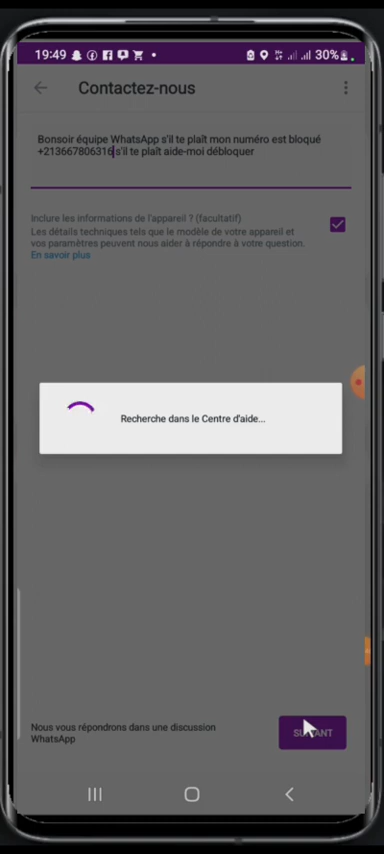 19:49
30%
Contactez-nous
Bonsoir équipe WhatsApp s'il te plaît mon numéro est bloqué
+213667806316 s'il te plaît aide-moi débloquer
Inclure les informations de l'appareil ? (facultatif)
Les détails techniques tels que le modèle de votre appareil et
vos paramètres peuvent nous aider à répondre à votre question.
En savoir plus
Recherche dans le Centre d'aide...
Nous vous répondrons dans une discussion
WhatsApp
SUIVANT